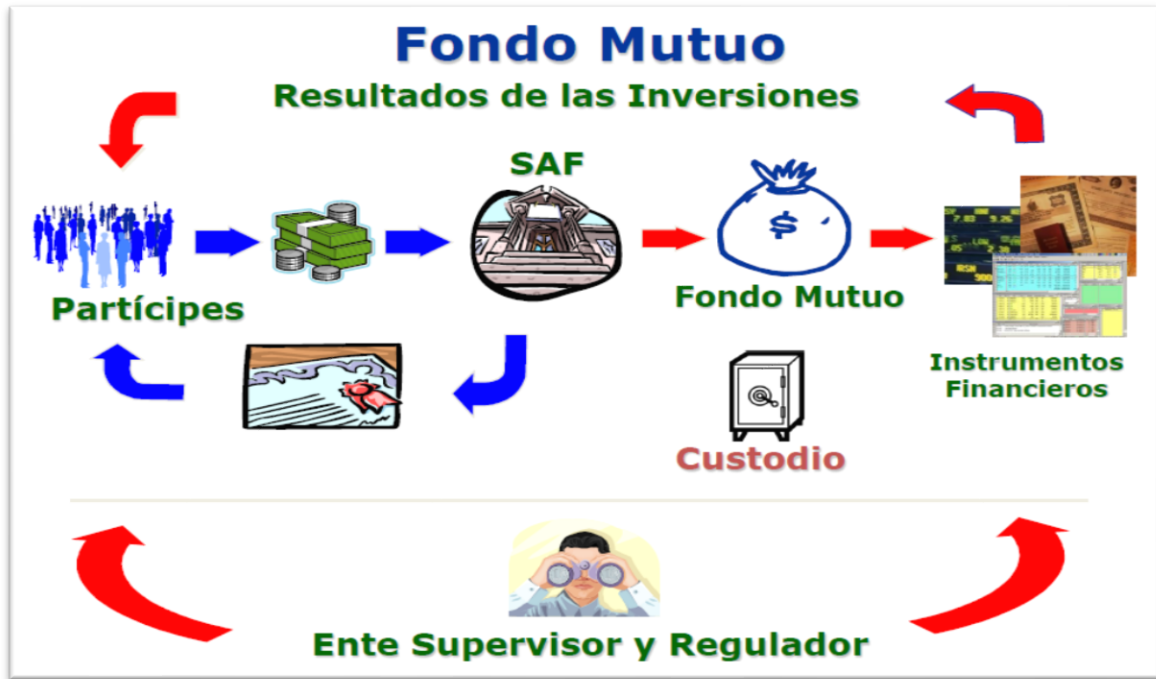 Fondo Mutuo
Resultados de las Inversiones
SAF
$
Partícipes
Fondo Mutuo
Instrumentos
Financieros
Custodio
Ente Supervisor y Regulador